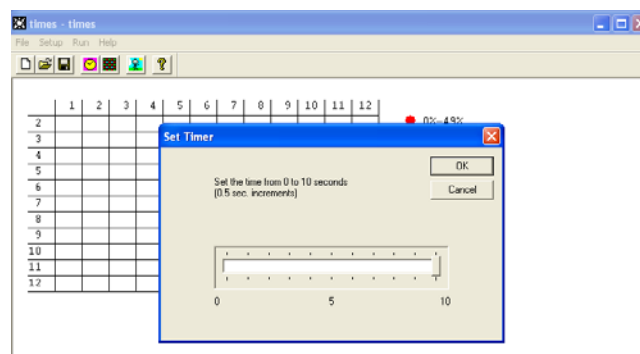 times - times
File Setup Run Help
1 2 3 4 5 6 7 8 9 10 11 12
2
3
4
5
6
7
8
9
10
11
12
0%-49%
Set Timer
Set the time from 0 to 10 seconds
(0.5 sec. increments)
OK
Cancel
0 5 10